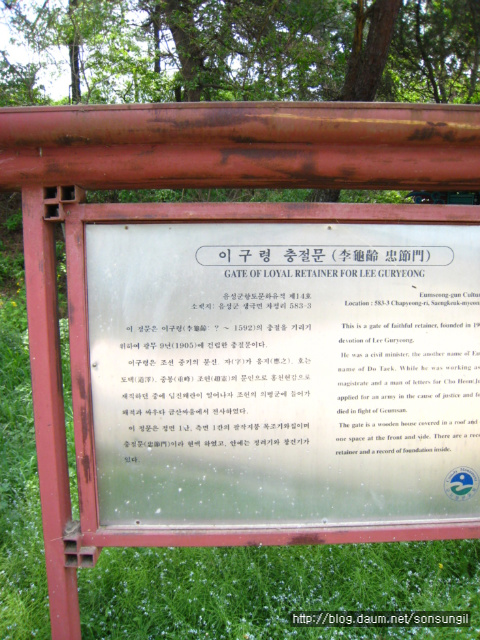 이구령 충절문 (李龜齡 忠節門)
GATE OF LOYAL RETAINER FOR LEE GURYEONG
음성군향토문화유적 제14호
소재지: 음성군 생극면 차평리 583-3
이 정문은 이구령(李龜齡: ? ~ 1592)의 충절을 기리기
위하여 광무 9년(1905)에 건립한 충절문이다.
이구령은 조선 중기의 문신, 자(字)가 응지(應之), 호는
도택(道澤), 중봉(重峰) 조헌(趙憲)의 문인으로 홍천현감으로
재직하던 중에 임진왜란이 일어나자 조헌의 의병군에 들어가
왜적과 싸우다 금산싸움에서 전사하였다.
이 정문은 정면 1칸, 측면 1칸의 팔작지붕 목조기와집이며
충절문(忠節門)이라 현액 하였고, 안에는 정려기와 창건기가
있다.
Eumseong-gun Cultur
Location : 583-3 Chapyeong-ri, Saengkeuk-myeon
This is a gate of faithful retainer, founded in 19
devotion of Lee Guryeong.
He was a civil minister, the another name of Eu
name of Do Taek. While he was working as
magistrate and a man of letters for Cho Heon, Ja
applied for an army in the cause of justice and fo
died in fight of Geumsan.
The gate is a wooden house covered in a roof and
wor space at the front and side. There are a reco
retainer and a record of foundation inside.
http://blog.daum.net/sonsungil